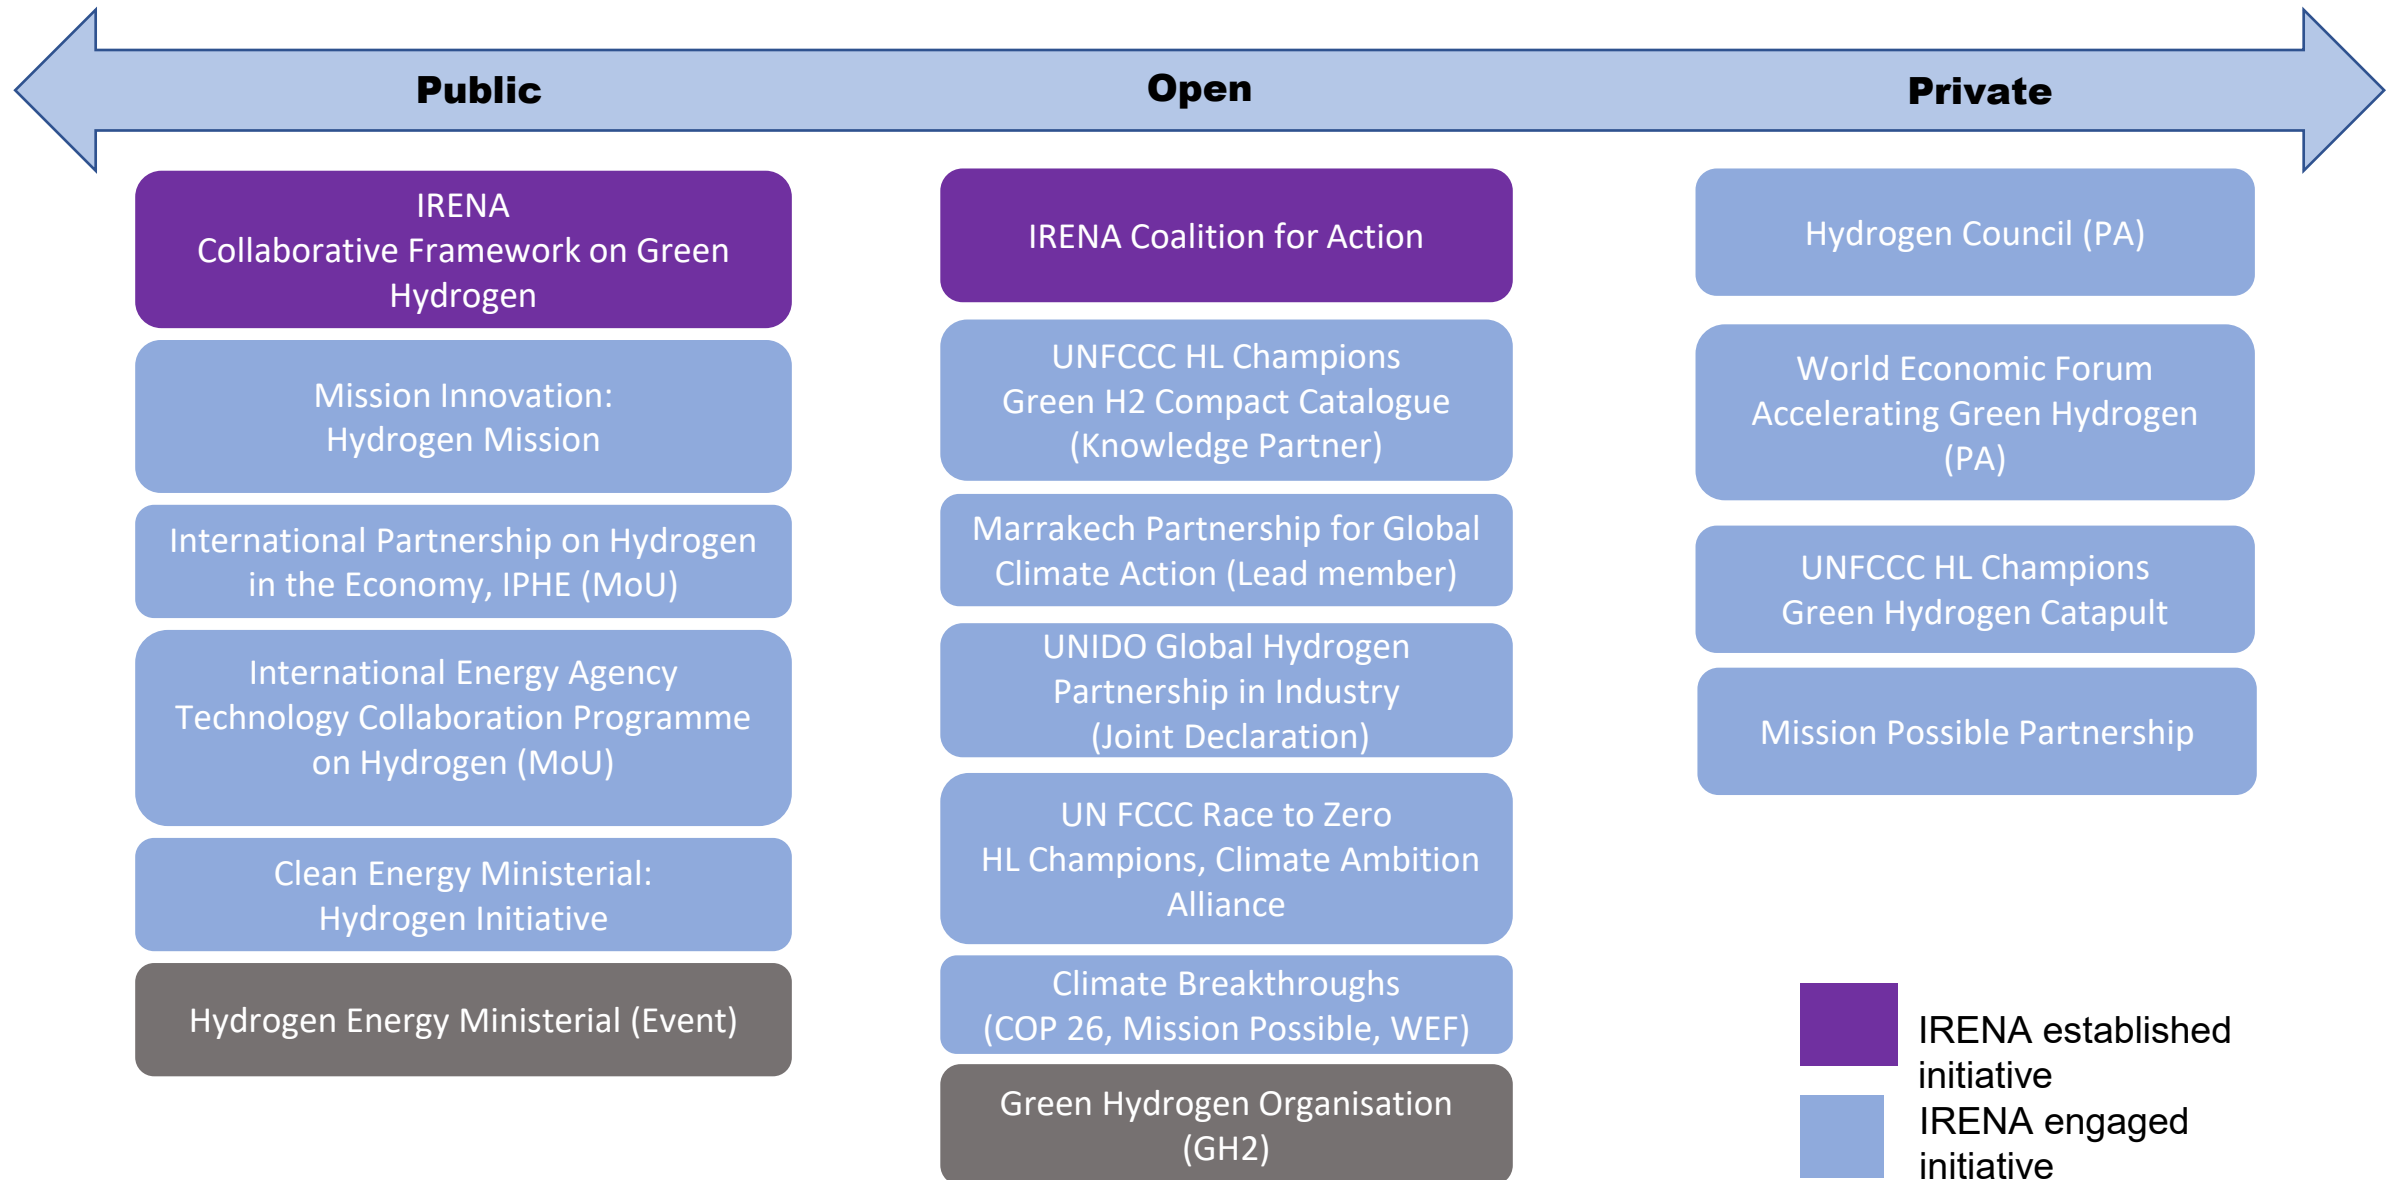 Public
Open
Private
IRENA
Collaborative Framework on Green
Hydrogen
Mission Innovation:
Hydrogen Mission
International Partnership on Hydrogen
in the Economy, IPHE (MoU)
International Energy Agency
Technology Collaboration Programme
on Hydrogen (MoU)
Clean Energy Ministerial:
Hydrogen Initiative
Hydrogen Energy Ministerial (Event)
IRENA Coalition for Action
UNFCCC HL Champions
Green H2 Compact Catalogue
(Knowledge Partner)
Marrakech Partnership for Global
Climate Action (Lead member)
UNIDO Global Hydrogen
Partnership in Industry
(Joint Declaration)
UN FCCC Race to Zero
HL Champions, Climate Ambition
Alliance
Climate Breakthroughs
(COP 26, Mission Possible, WEF)
Green Hydrogen Organisation
(GH2)
Hydrogen Council (PA)
World Economic Forum
Accelerating Green Hydrogen
(PA)
UNFCCC HL Champions
Green Hydrogen Catapult
Mission Possible Partnership
IRENA established
initiative
IRENA engaged
initiative